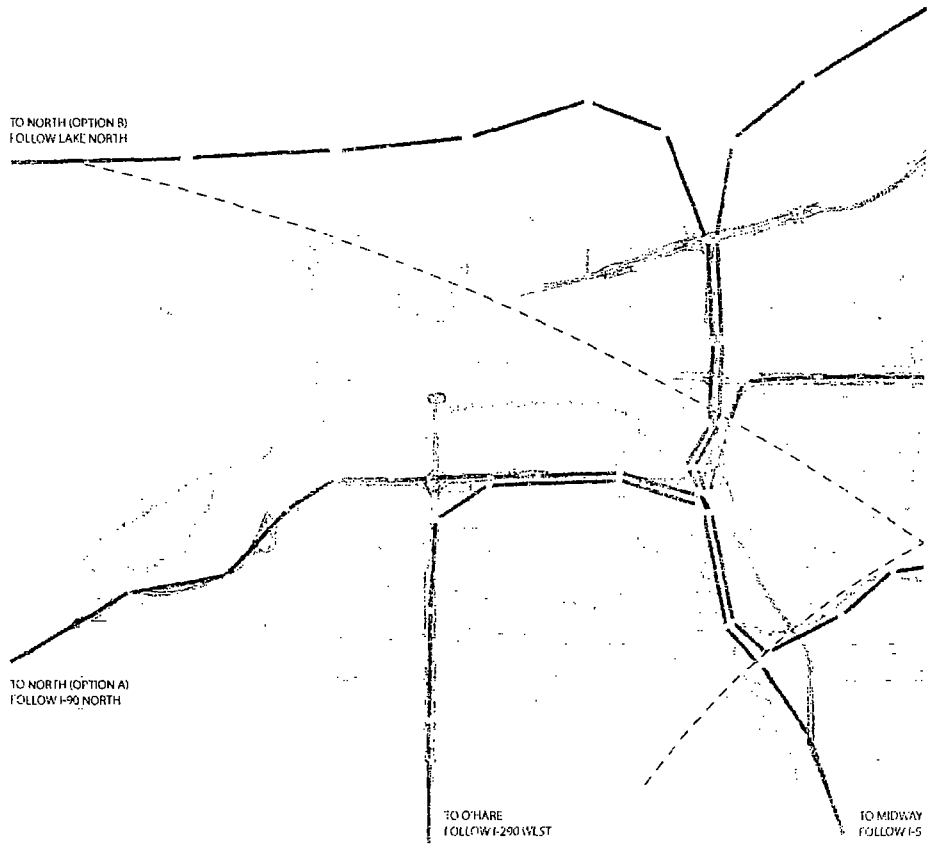 TO NORTH (OPTION B)
FOLLOW LAKE NORTH
TO NORTH (OPTION A)
FOLLOW I-90 NORTH
TO O'HARE
FOLLOW I-290 WEST
TO MIDWAY
FOLLOW I-5